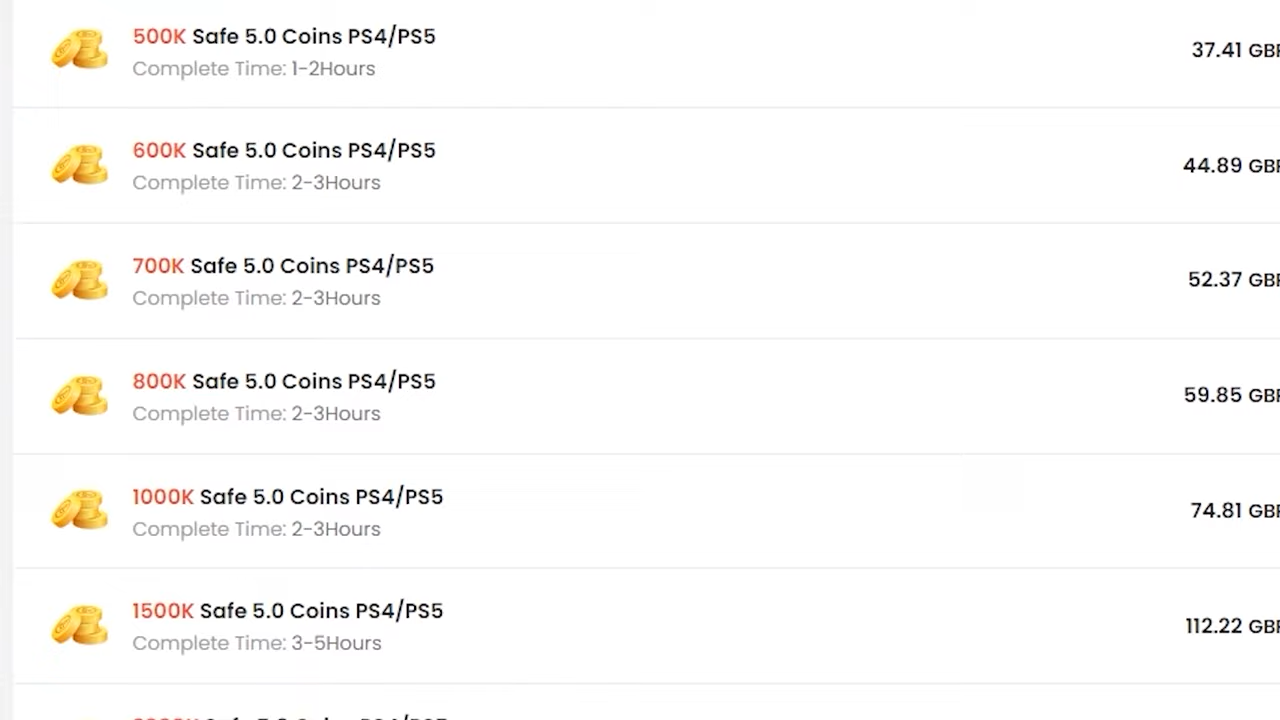 500K Safe 5.0 Coins PS4/PS5
37.41 GBP
Complete Time: 1-2Hours
600K Safe 5.0 Coins PS4/PS5
44.89 GBP
Complete Time: 2-3Hours
700K Safe 5.0 Coins PS4/PS5
52.37 GBP
Complete Time: 2-3Hours
800K Safe 5.0 Coins PS4/PS5
59.85 GBP
Complete Time: 2-3Hours
1000K Safe 5.0 Coins PS4/PS5
74.81 GBP
Complete Time: 2-3Hours
1500K Safe 5.0 Coins PS4/PS5
112.22 GBP
Complete Time: 3-5Hours